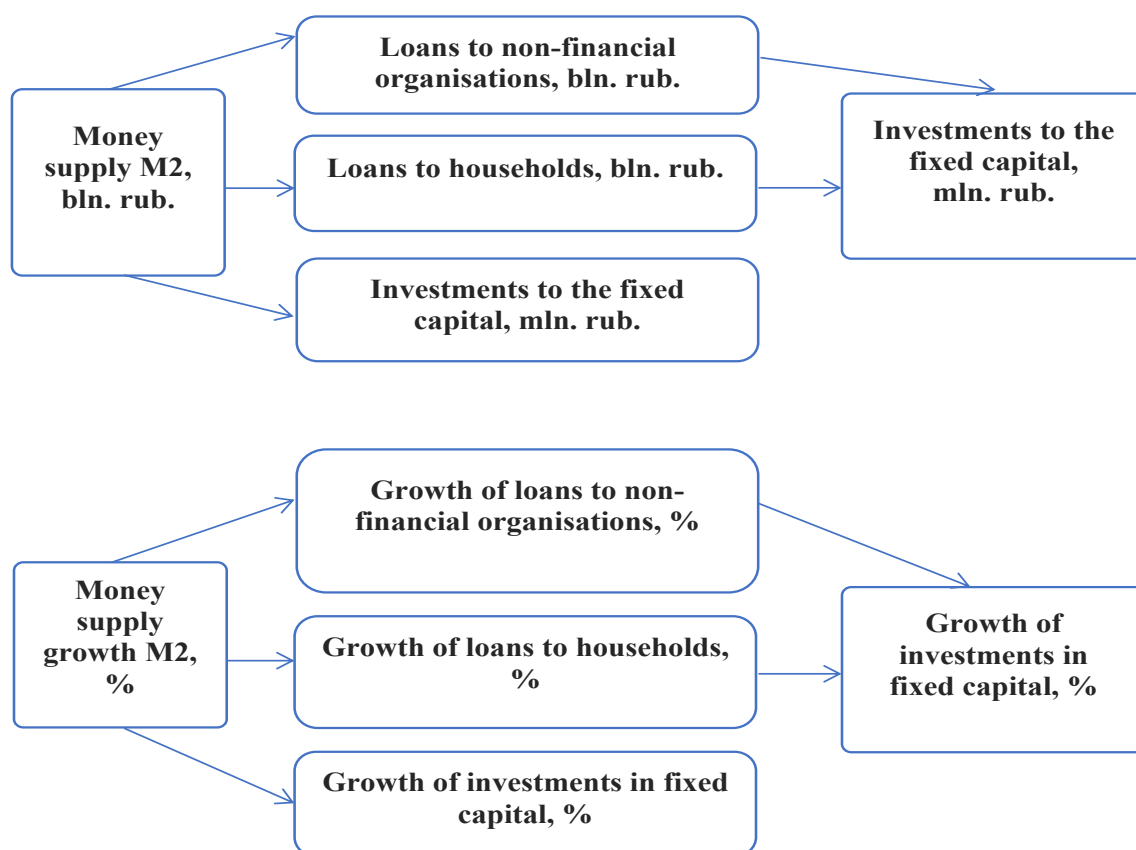 Loans to non-financial
organisations, bln. rub.
Money
supply M2,
bln. rub.
Loans to households, bln. rub.
Investments to the fixed
capital, mln. rub.
Investments to the
fixed capital,
mln. rub.
Growth of loans to non-
financial organisations, %
Money
supply
growth M2,
%
Growth of loans to households,
%
Growth of investments in fixed
capital, %
Growth of
investments in
fixed capital, %